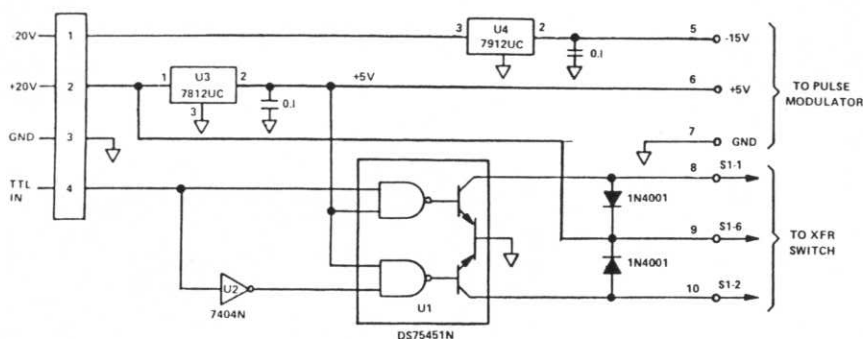 -20V
1
3
U4
7912UC
2
5
-15V
0.1
+20V
2
1
U3
7812UC
2
3
0.1
+5V
6
+5V
TO PULSE
MODULATOR
GND
3
7
GND
TTL
IN
4
8
S1-1
1N4001
9
S1-6
TO XFR
SWITCH
1N4001
10
S1-2
U2
7404N
U1
DS75451N